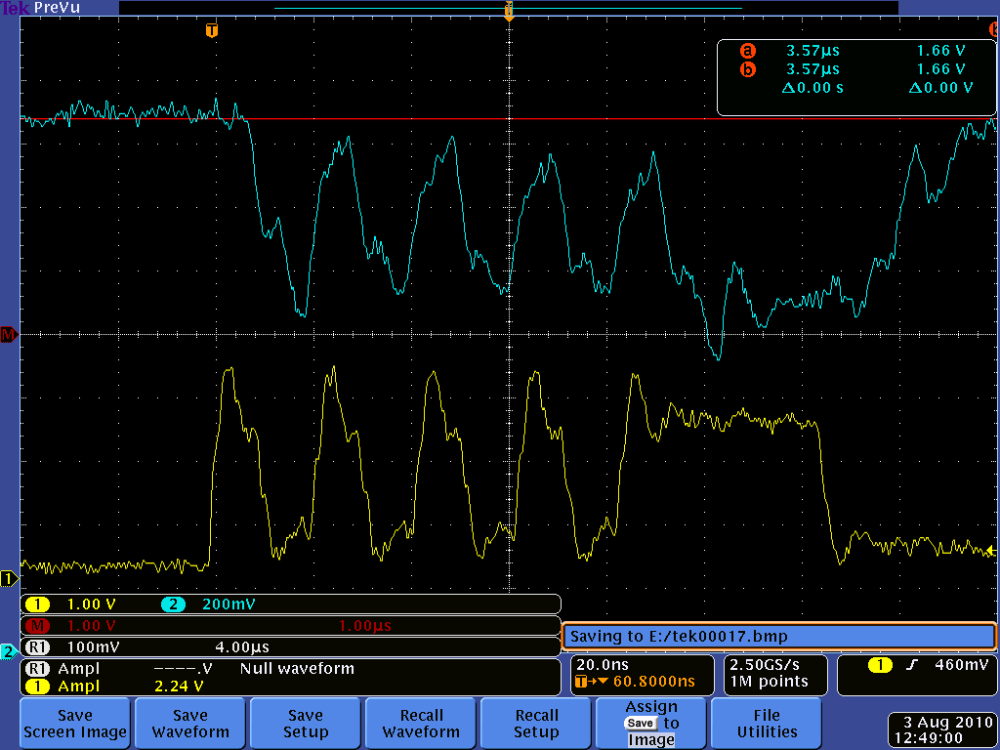 Tek PreVu
T
a 3.57µs 1.66 V
b 3.57µs 1.66 V
Δ0.00 s Δ0.00 V
M
1
1 1.00 V 2 200mV
M 1.00 V 1.00µs
2
R1 100mV 4.00µs
R1 Ampl ----.V Null waveform
1 Ampl 2.24 V
Saving to E:/tek00017.bmp
20.0ns
T→▼ 60.8000ns
2.50GS/s
1M points
1 460mV
Save
Screen Image
Save
Waveform
Save
Setup
Recall
Waveform
Recall
Setup
Assign
Save to
Image
File
Utilities
3 Aug 2010
12:49:00